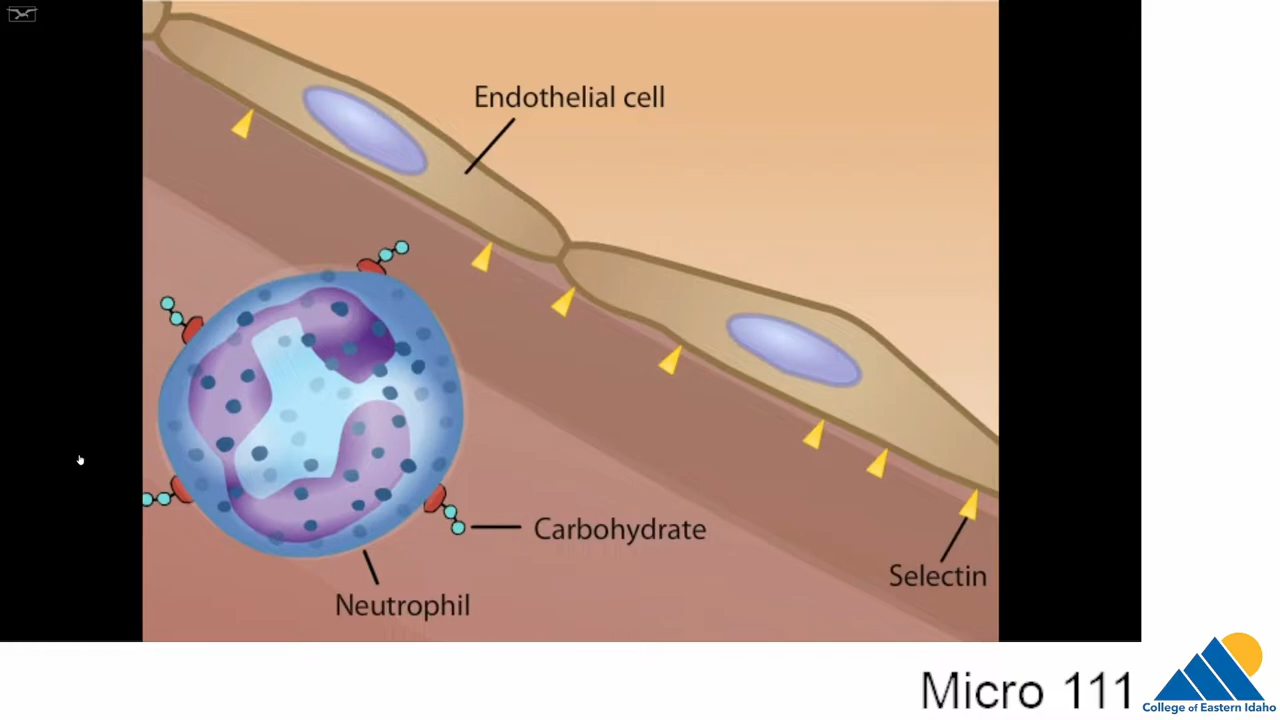 Endothelial cell
Carbohydrate
Selectin
Neutrophil
Micro 111
College of Eastern Idaho